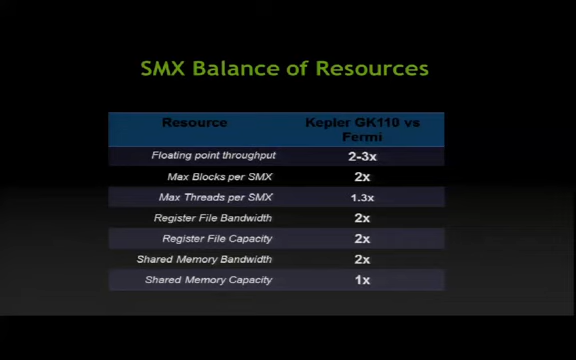 SMX Balance of Resources
Resource Kepler GK110 vs
Fermi
Floating point throughput 2-3x
Max Blocks per SMX 2x
Max Threads per SMX 1.3x
Register File Bandwidth 2x
Register File Capacity 2x
Shared Memory Bandwidth 2x
Shared Memory Capacity 1x